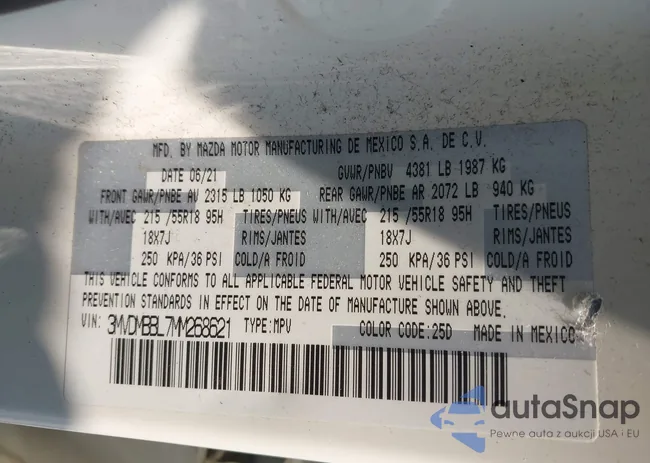 MFD. BY MAZDA MOTOR MANUFACTURING DE MEXICO S.A. DE C.V.
DATE 06/21 GVWR/PNBV 4381 LB 1987 KG
FRONT GAWR/PNBE AV 2315 LB 1050 KG REAR GAWR/PNBE AR 2072 LB 940 KG
WITH/AVEC 215 /55R18 95H TIRES/PNEUS WITH/AVEC 215 /55R18 95H TIRES/PNEUS
18X7J RIMS/JANTES 18X7J RIMS/JANTES
250 KPA/36 PSI COLD/A FROID 250 KPA/36 PSI COLD/A FROID
THIS VEHICLE CONFORMS TO ALL APPLICABLE FEDERAL MOTOR VEHICLE SAFETY AND THEFT
PREVENTION STANDARDS IN EFFECT ON THE DATE OF MANUFACTURE SHOWN ABOVE.
VIN: 3MVDMBBL7MM268621 TYPE:MPV COLOR CODE:25D MADE IN MEXICO
autaSnap
Pewne auta z aukcji USA i EU